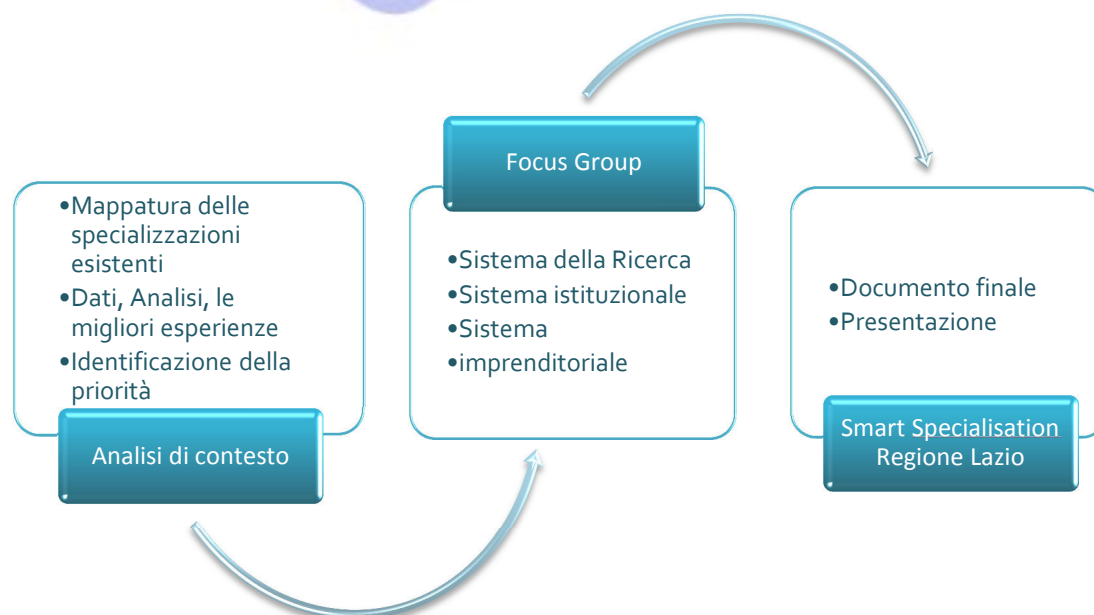 •Mappatura delle
specializzazioni
esistenti
•Dati, Analisi, le
migliori esperienze
•Identificazione della
priorità
Analisi di contesto
Focus Group
•Sistema della Ricerca
•Sistema istituzionale
•Sistema
•imprenditoriale
•Documento finale
•Presentazione
Smart Specialisation
Regione Lazio